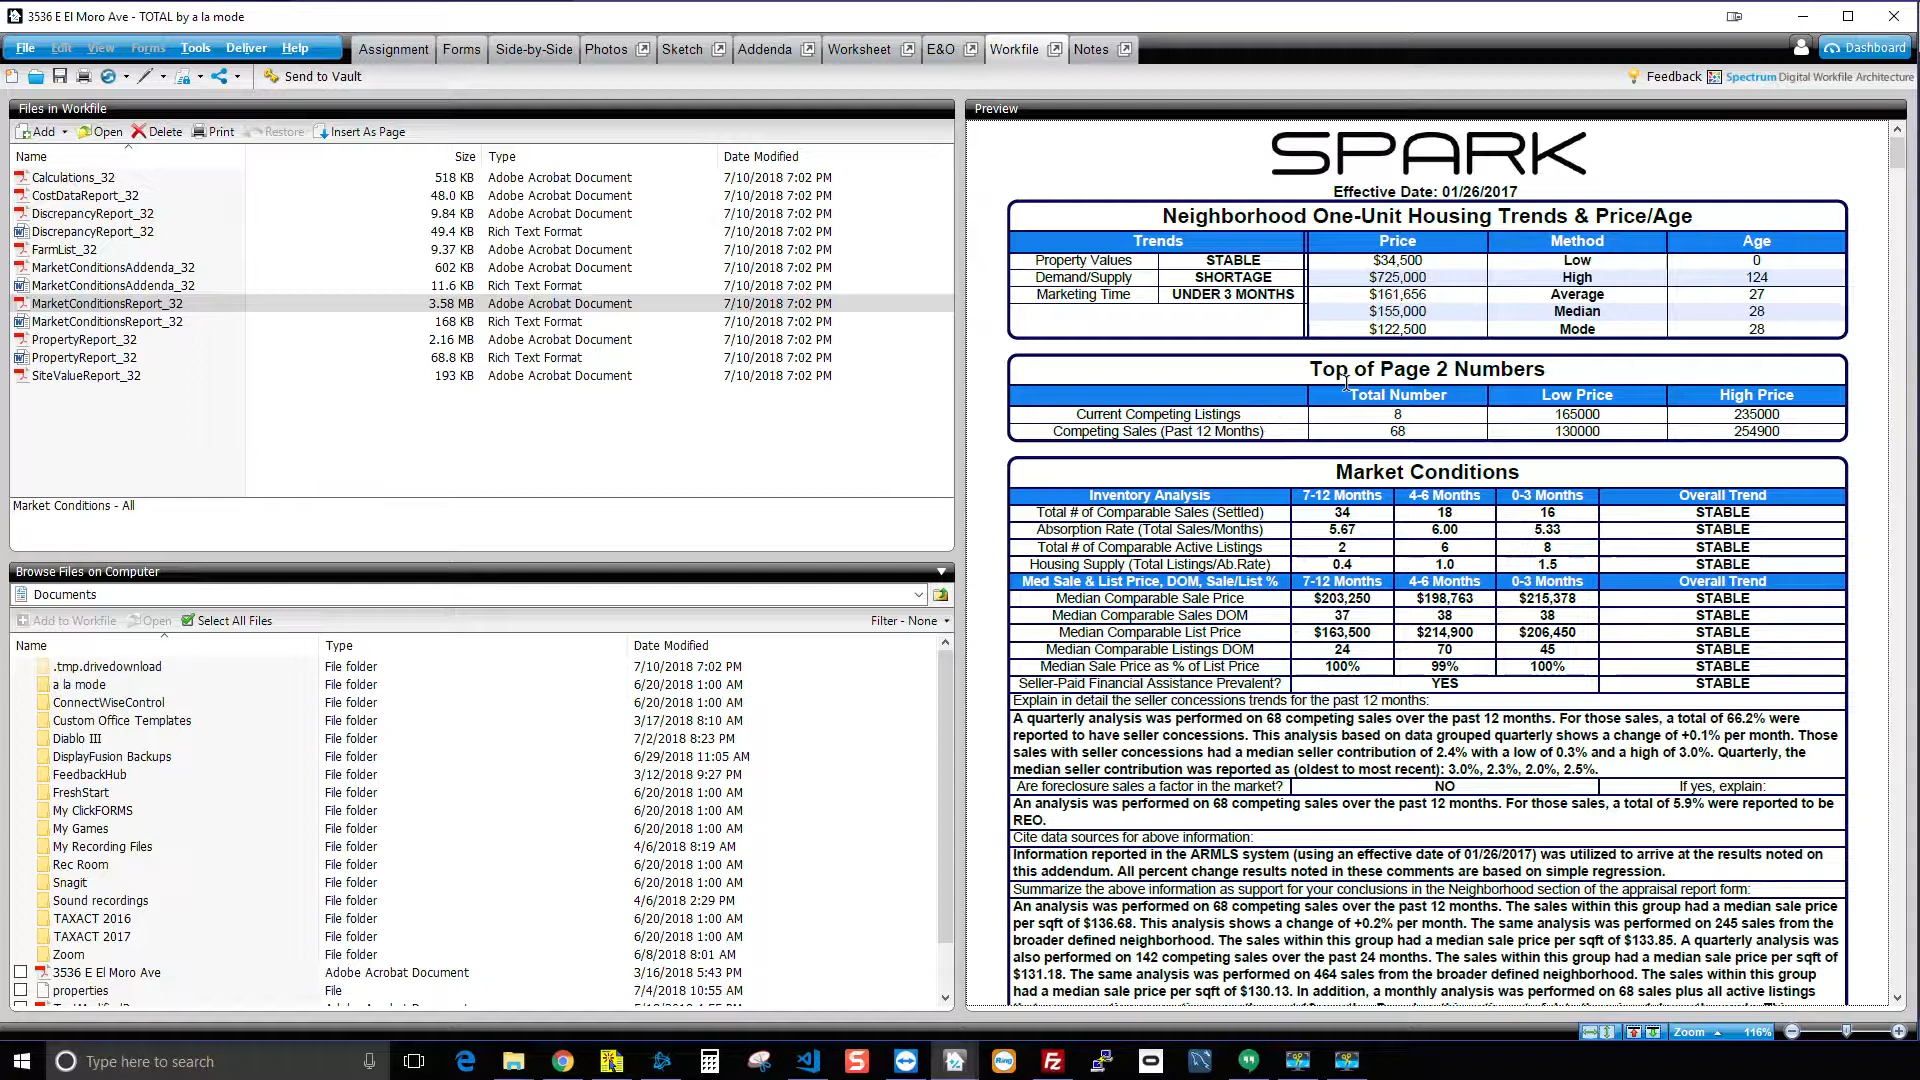 3536 E El Moro Ave - TOTAL by a la mode
File Edit View Forms Tools Deliver Help
Assignment Forms Side-by-Side Photos Sketch Addenda Worksheet E&O Workfile Notes
Dashboard
Send to Vault
Feedback Spectrum Digital Workfile Architecture
Files in Workfile
Add Open Delete Print Restore Insert As Page
Name Size Type Date Modified
Calculations_32 518 KB Adobe Acrobat Document 7/10/2018 7:02 PM
CostDataReport_32 48.0 KB Adobe Acrobat Document 7/10/2018 7:02 PM
DiscrepancyReport_32 9.84 KB Adobe Acrobat Document 7/10/2018 7:02 PM
DiscrepancyReport_32 49.4 KB Rich Text Format 7/10/2018 7:02 PM
FarmList_32 9.37 KB Adobe Acrobat Document 7/10/2018 7:02 PM
MarketConditionsAddenda_32 602 KB Adobe Acrobat Document 7/10/2018 7:02 PM
MarketConditionsAddenda_32 11.6 KB Rich Text Format 7/10/2018 7:02 PM
MarketConditionsReport_32 3.58 MB Adobe Acrobat Document 7/10/2018 7:02 PM
MarketConditionsReport_32 168 KB Rich Text Format 7/10/2018 7:02 PM
PropertyReport_32 2.16 MB Adobe Acrobat Document 7/10/2018 7:02 PM
PropertyReport_32 68.8 KB Rich Text Format 7/10/2018 7:02 PM
SiteValueReport_32 193 KB Adobe Acrobat Document 7/10/2018 7:02 PM
Market Conditions - All
Browse Files on Computer
Documents
Add to Workfile Open Select All Files Filter - None
Name Type Date Modified
.tmp.drivedownload File folder 7/10/2018 7:02 PM
a la mode File folder 6/20/2018 1:00 AM
ConnectWiseControl File folder 6/20/2018 1:00 AM
Custom Office Templates File folder 3/17/2018 8:10 AM
Diablo III File folder 7/2/2018 8:23 PM
DisplayFusion Backups File folder 6/29/2018 11:05 AM
FeedbackHub File folder 3/12/2018 9:27 PM
FreshStart File folder 6/20/2018 1:00 AM
My ClickFORMS File folder 6/20/2018 1:00 AM
My Games File folder 6/20/2018 1:00 AM
My Recording Files File folder 4/6/2018 8:19 AM
Rec Room File folder 6/20/2018 1:00 AM
Snagit File folder 6/20/2018 1:00 AM
Sound recordings File folder 4/6/2018 2:29 PM
TAXACT 2016 File folder 6/20/2018 1:00 AM
TAXACT 2017 File folder 6/20/2018 1:00 AM
Zoom File folder 6/8/2018 8:01 AM
3536 E El Moro Ave Adobe Acrobat Document 3/16/2018 5:43 PM
properties File 7/4/2018 10:55 AM
Preview
SPARK
Effective Date: 01/26/2017
Neighborhood One-Unit Housing Trends & Price/Age
Trends Price Method Age
Property Values STABLE $34,500 Low 0
Demand/Supply SHORTAGE $725,000 High 124
Marketing Time UNDER 3 MONTHS $161,656 Average 27
$155,000 Median 28
$122,500 Mode 28
Top of Page 2 Numbers
Total Number Low Price High Price
Current Competing Listings 8 165000 235000
Competing Sales (Past 12 Months) 68 130000 254900
Market Conditions
Inventory Analysis 7-12 Months 4-6 Months 0-3 Months Overall Trend
Total # of Comparable Sales (Settled) 34 18 16 STABLE
Absorption Rate (Total Sales/Months) 5.67 6.00 5.33 STABLE
Total # of Comparable Active Listings 2 6 8 STABLE
Housing Supply (Total Listings/Ab.Rate) 0.4 1.0 1.5 STABLE
Med Sale & List Price, DOM, Sale/List % 7-12 Months 4-6 Months 0-3 Months Overall Trend
Median Comparable Sale Price $203,250 $198,763 $215,378 STABLE
Median Comparable Sales DOM 37 38 38 STABLE
Median Comparable List Price $163,500 $214,900 $206,450 STABLE
Median Comparable Listings DOM 24 70 45 STABLE
Median Sale Price as % of List Price 100% 99% 100% STABLE
Seller-Paid Financial Assistance Prevalent? YES STABLE
Explain in detail the seller concessions trends for the past 12 months:
A quarterly analysis was performed on 68 competing sales over the past 12 months. For those sales, a total of 66.2% were
reported to have seller concessions. This analysis based on data grouped quarterly shows a change of +0.1% per month. Those
sales with seller concessions had a median seller contribution of 2.4% with a low of 0.3% and a high of 3.0%. Quarterly, the
median seller contribution was reported as (oldest to most recent): 3.0%, 2.3%, 2.0%, 2.5%.
Are foreclosure sales a factor in the market? NO If yes, explain:
An analysis was performed on 68 competing sales over the past 12 months. For those sales, a total of 5.9% were reported to be
REO.
Cite data sources for above information:
Information reported in the ARMLS system (using an effective date of 01/26/2017) was utilized to arrive at the results noted on
this addendum. All percent change results noted in these comments are based on simple regression.
Summarize the above information as support for your conclusions in the Neighborhood section of the appraisal report form:
An analysis was performed on 68 competing sales over the past 12 months. The sales within this group had a median sale price
per sqft of $136.68. This analysis shows a change of +0.2% per month. The same analysis was performed on 245 sales from the
broader defined neighborhood. The sales within this group had a median sale price per sqft of $133.85. A quarterly analysis was
also performed on 142 competing sales over the past 24 months. The sales within this group had a median sale price per sqft of
$131.18. The same analysis was performed on 464 sales from the broader defined neighborhood. The sales within this group
had a median sale price per sqft of $130.13. In addition, a monthly analysis was performed on 68 sales plus all active listings
Zoom 116%
Type here to search
Ring